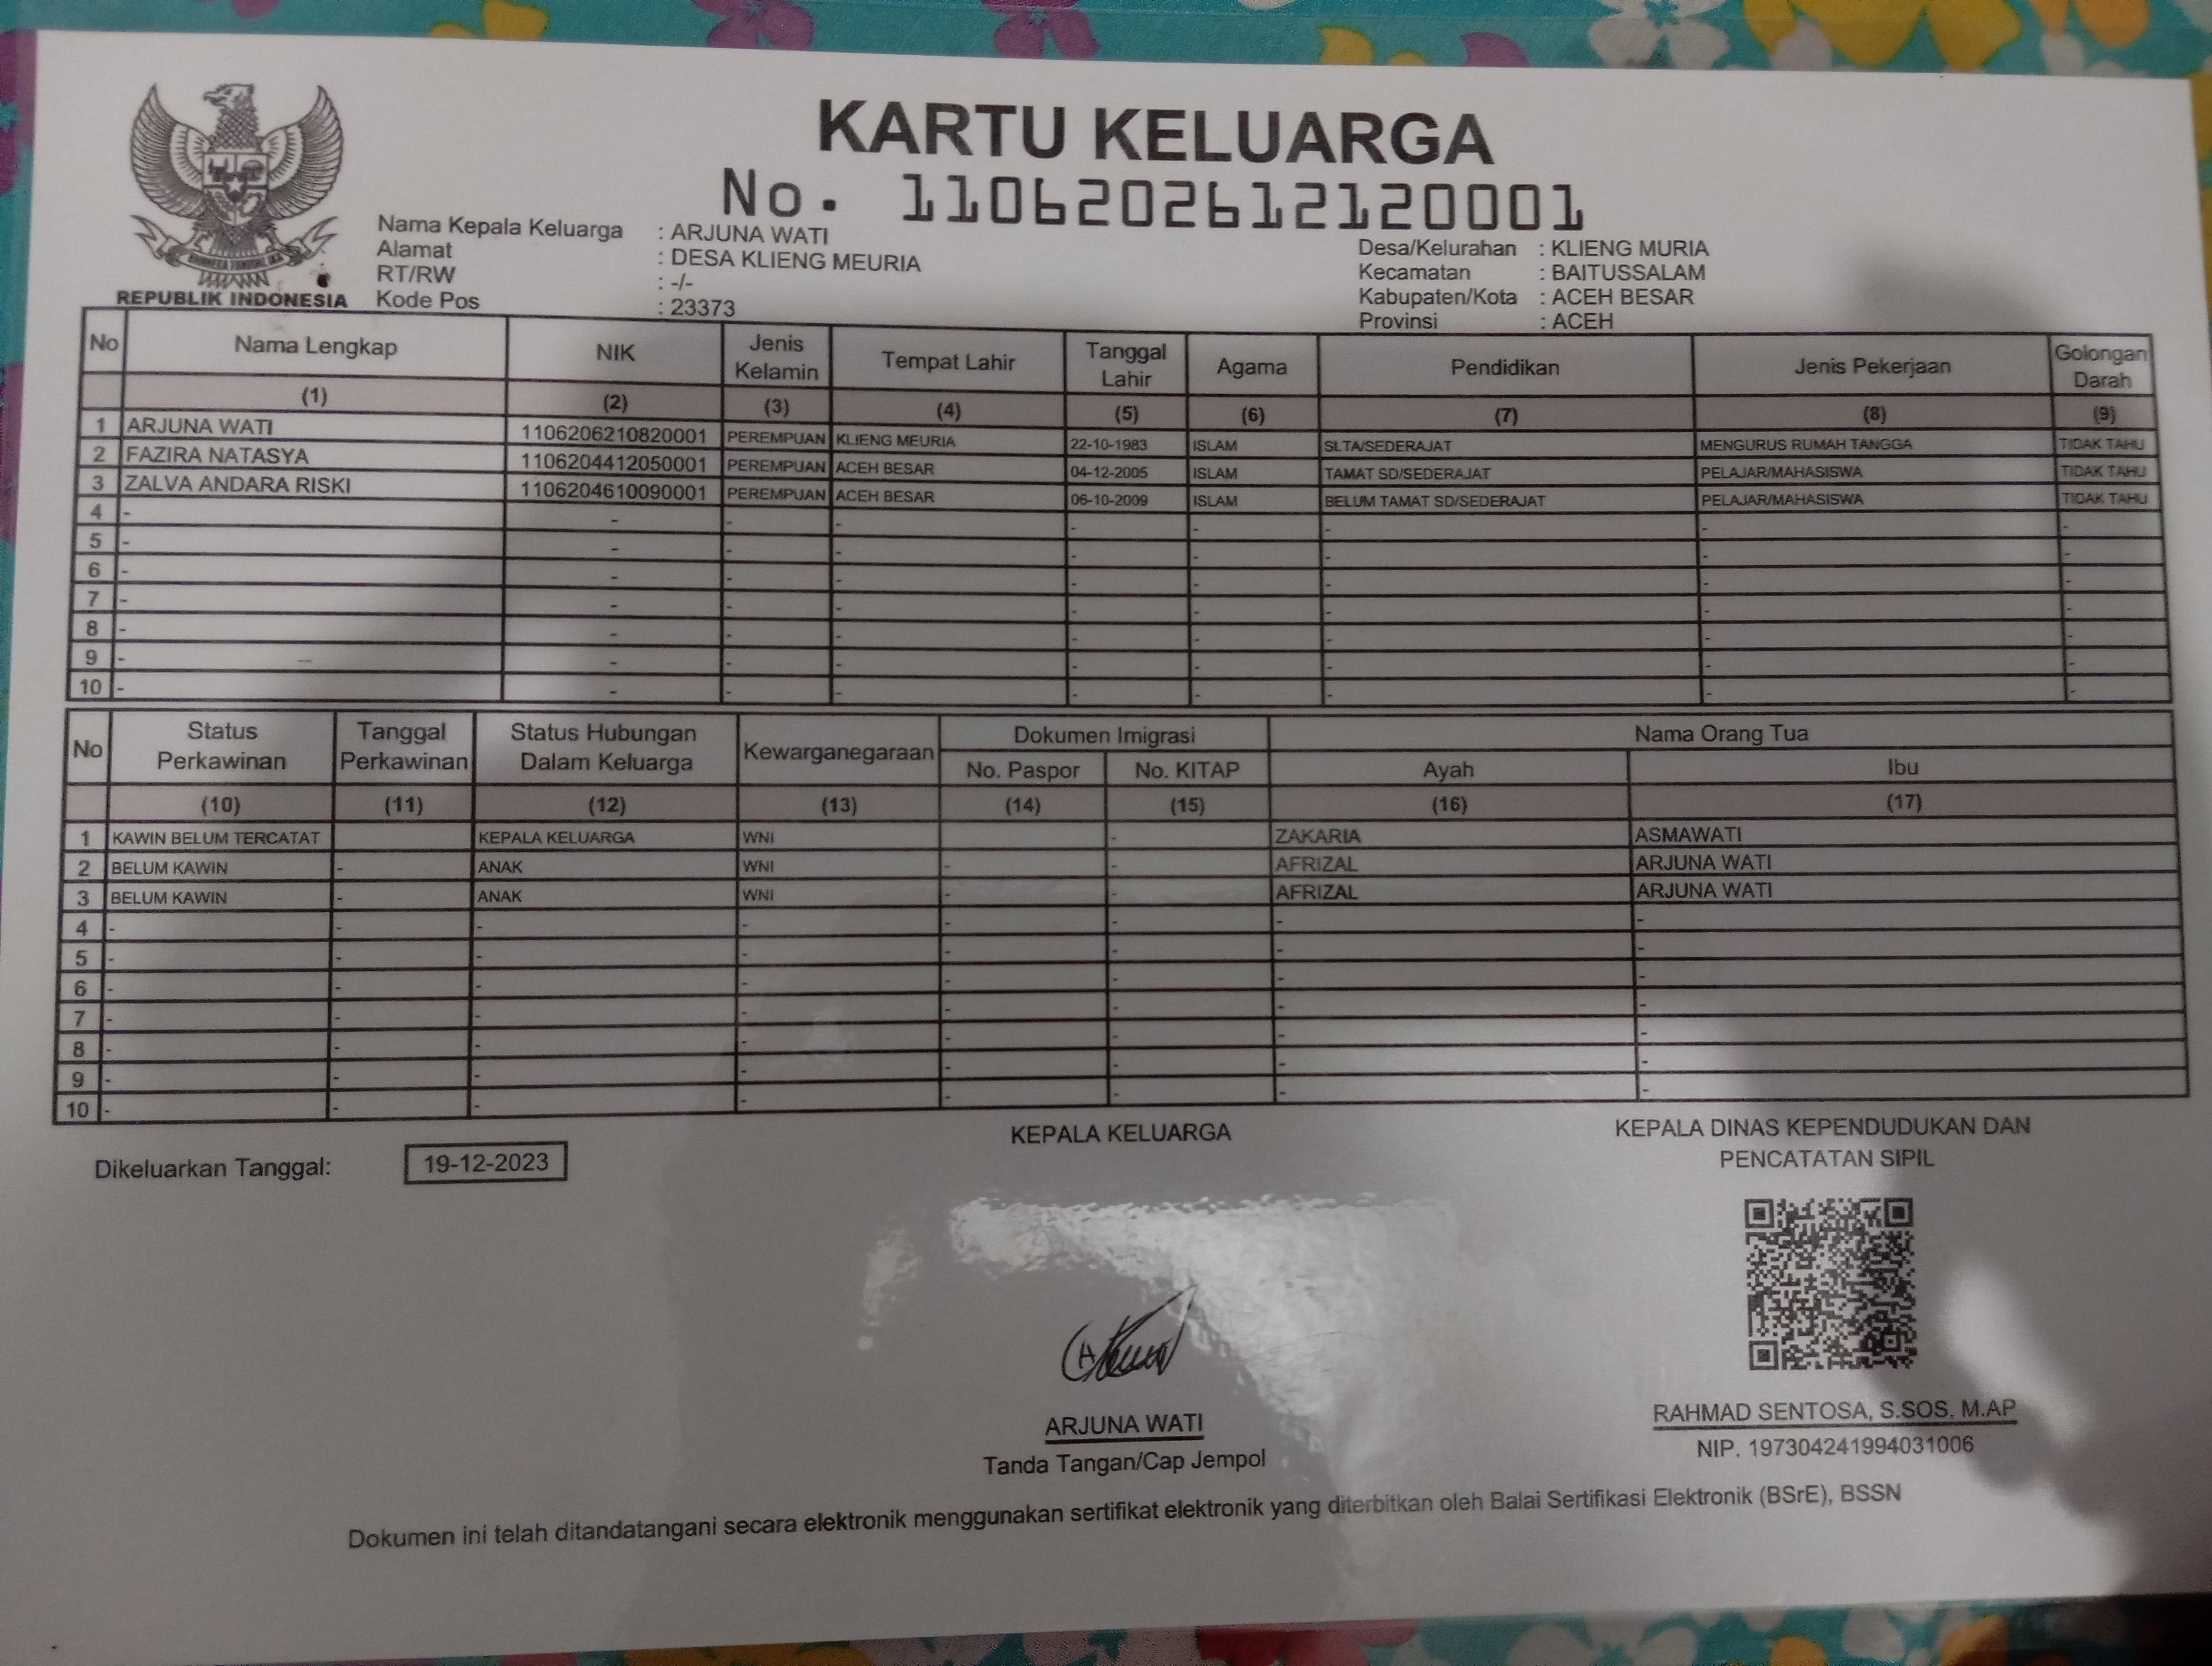 KARTU KELUARGA
No. 1106202612120001
REPUBLIK INDONESIA
Nama Kepala Keluarga : ARJUNA WATI
Alamat : DESA KLIENG MEURIA
RT/RW : -/-
Kode Pos : 23373
Desa/Kelurahan : KLIENG MURIA
Kecamatan : BAITUSSALAM
Kabupaten/Kota : ACEH BESAR
Provinsi : ACEH
No Nama Lengkap NIK Jenis Kelamin Tempat Lahir Tanggal Lahir Agama Pendidikan Jenis Pekerjaan Golongan Darah
(1) (2) (3) (4) (5) (6) (7) (8) (9)
1 ARJUNA WATI 1106206210820001 PEREMPUAN KLIENG MEURIA 22-10-1983 ISLAM SLTA/SEDERAJAT MENGURUS RUMAH TANGGA TIDAK TAHU
2 FAZIRA NATASYA 1106204412050001 PEREMPUAN ACEH BESAR 04-12-2005 ISLAM TAMAT SD/SEDERAJAT PELAJAR/MAHASISWA TIDAK TAHU
3 ZALVA ANDARA RISKI 1106204610090001 PEREMPUAN ACEH BESAR 06-10-2009 ISLAM BELUM TAMAT SD/SEDERAJAT PELAJAR/MAHASISWA TIDAK TAHU
4 - - - - - - - - -
5 - - - - - - - - -
6 - - - - - - - - -
7 - - - - - - - - -
8 - - - - - - - - -
9 - - - - - - - - -
10 - - - - - - - - -
No Status Perkawinan Tanggal Perkawinan Status Hubungan Dalam Keluarga Kewarganegaraan Dokumen Imigrasi Nama Orang Tua
No. Paspor No. KITAP Ayah Ibu
(10) (11) (12) (13) (14) (15) (16) (17)
1 KAWIN BELUM TERCATAT KEPALA KELUARGA WNI - ZAKARIA ASMAWATI
2 BELUM KAWIN - ANAK WNI - - AFRIZAL ARJUNA WATI
3 BELUM KAWIN - ANAK WNI - - AFRIZAL ARJUNA WATI
4 - - - - - - - -
5 - - - - - - - -
6 - - - - - - - -
7 - - - - - - - -
8 - - - - - - - -
9 - - - - - - - -
10 - - - - - - - -
Dikeluarkan Tanggal: 19-12-2023
KEPALA KELUARGA
ARJUNA WATI
Tanda Tangan/Cap Jempol
KEPALA DINAS KEPENDUDUKAN DAN
PENCATATAN SIPIL
RAHMAD SENTOSA, S.SOS, M.AP
NIP. 197304241994031006
Dokumen ini telah ditandatangani secara elektronik menggunakan sertifikat elektronik yang diterbitkan oleh Balai Sertifikasi Elektronik (BSrE), BSSN